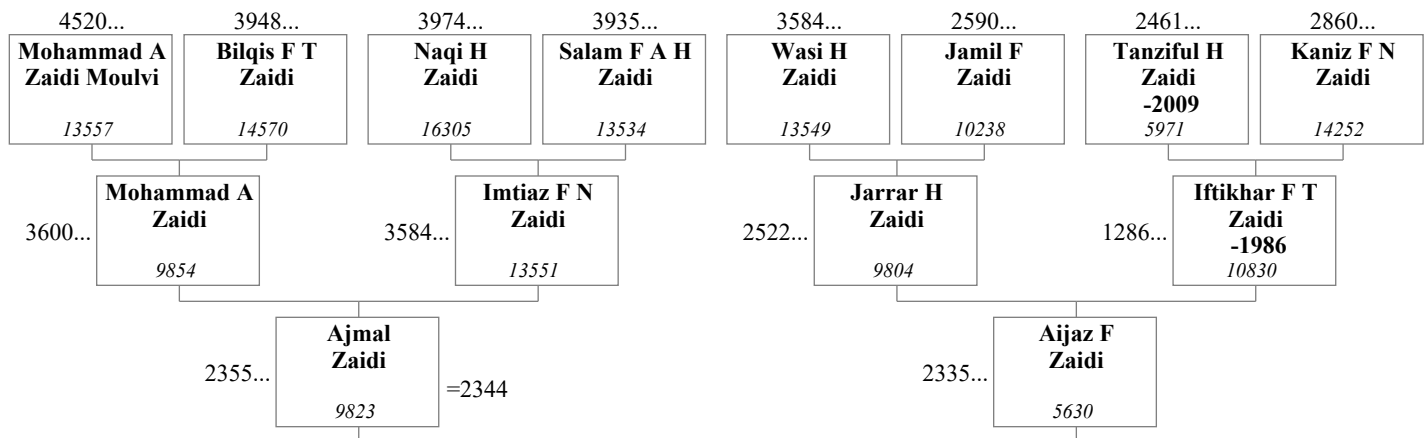 4520... 3948... 3974... 3935... 3584... 2590... 2461... 2860...
Mohammad A
Zaidi Moulvi
13557
Bilqis F T
Zaidi
14570
Naqi H
Zaidi
16305
Salam F A H
Zaidi
13534
Wasi H
Zaidi
13549
Jamil F
Zaidi
10238
Tanziful H
Zaidi
-2009
5971
Kaniz F N
Zaidi
14252
3600...
Mohammad A
Zaidi
9854
3584...
Imtiaz F N
Zaidi
13551
2522...
Jarrar H
Zaidi
9804
1286...
Iftikhar F T
Zaidi
-1986
10830
2355...
Ajmal
Zaidi
9823
=2344
2335...
Aijaz F
Zaidi
5630